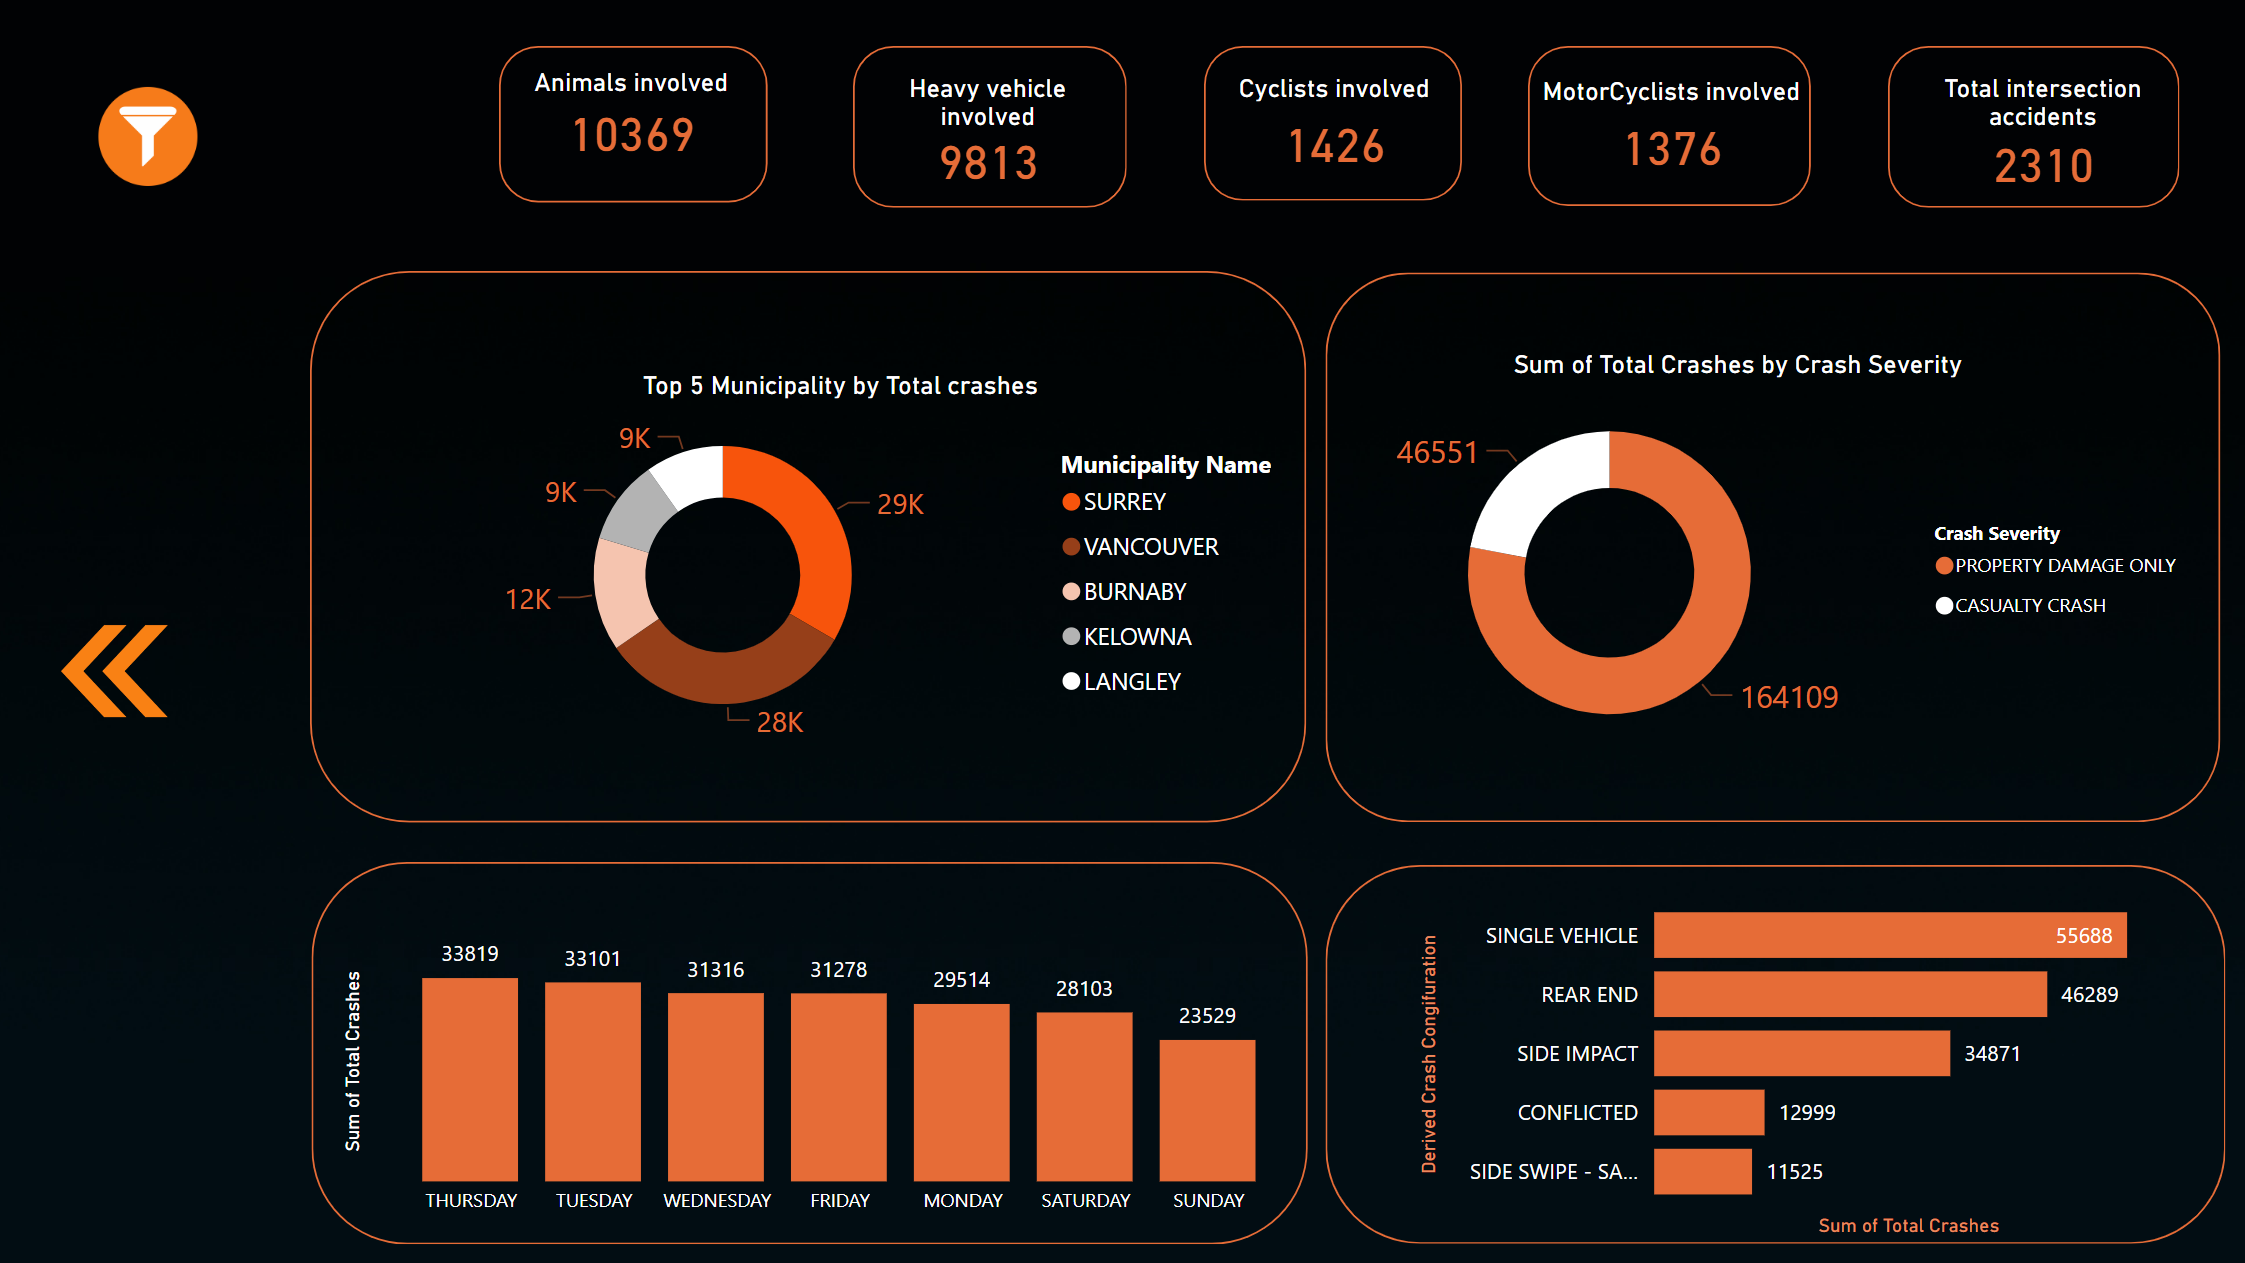 Animals involved
10369
Heavy vehicle
involved
9813
Cyclists involved
1426
MotorCyclists involved
1376
Total intersection
accidents
2310
Top 5 Municipality by Total crashes
9K
9K
12K
28K
29K
Municipality Name
SURREY
VANCOUVER
BURNABY
KELOWNA
LANGLEY
Sum of Total Crashes by Crash Severity
46551
164109
Crash Severity
PROPERTY DAMAGE ONLY
CASUALTY CRASH
Sum of Total Crashes
33819
33101
31316
31278
29514
28103
23529
THURSDAY
TUESDAY
WEDNESDAY
FRIDAY
MONDAY
SATURDAY
SUNDAY
Derived Crash Congifuration
SINGLE VEHICLE 55688
REAR END 46289
SIDE IMPACT 34871
CONFLICTED 12999
SIDE SWIPE - SA... 11525
Sum of Total Crashes